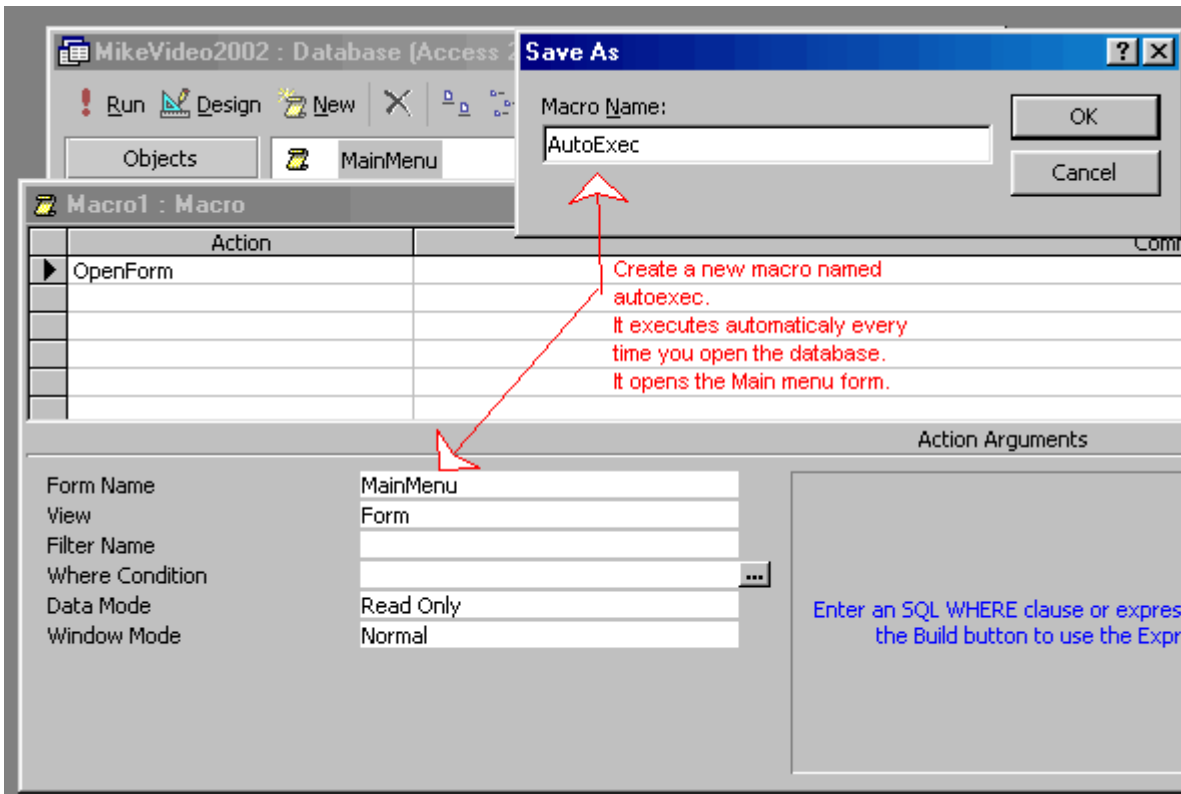 MikeVideo2002 : Database (Access 2
Save As
Run Design New
Macro Name:
OK
AutoExec
Objects MainMenu
Cancel
Macro1 : Macro
Action
OpenForm
Create a new macro named
autoexec.
It executes automaticaly every
time you open the database.
It opens the Main menu form.
Action Arguments
Form Name MainMenu
View Form
Filter Name
Where Condition ...
Data Mode Read Only
Window Mode Normal
Enter an SQL WHERE clause or expres
the Build button to use the Expr